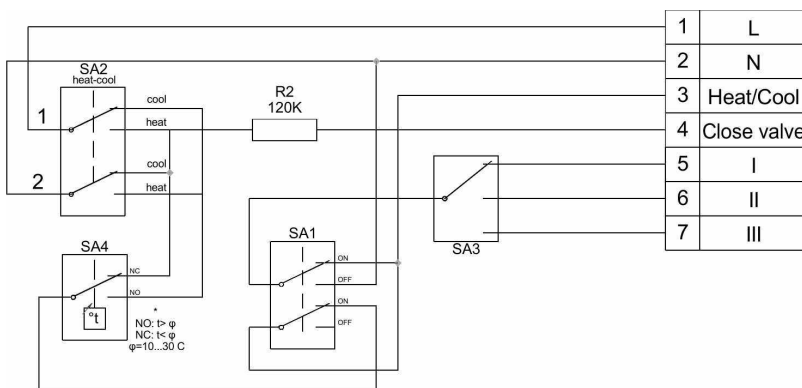 1 L
2 N
3 Heat/Cool
4 Close valve
5 I
6 II
7 III
SA2
heat-cool
cool
1
heat
cool
2
heat
R2
120K
SA3
SA1
ON
OFF
ON
OFF
SA4
NC
NO
°t
*
NO: t> φ
NC: t< φ
φ=10...30 C